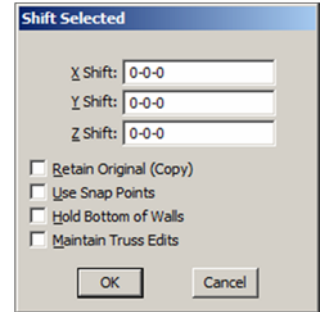 Shift Selected
X Shift: 0-0-0
Y Shift: 0-0-0
Z Shift: 0-0-0
Retain Original (Copy)
Use Snap Points
Hold Bottom of Walls
Maintain Truss Edits
OK Cancel